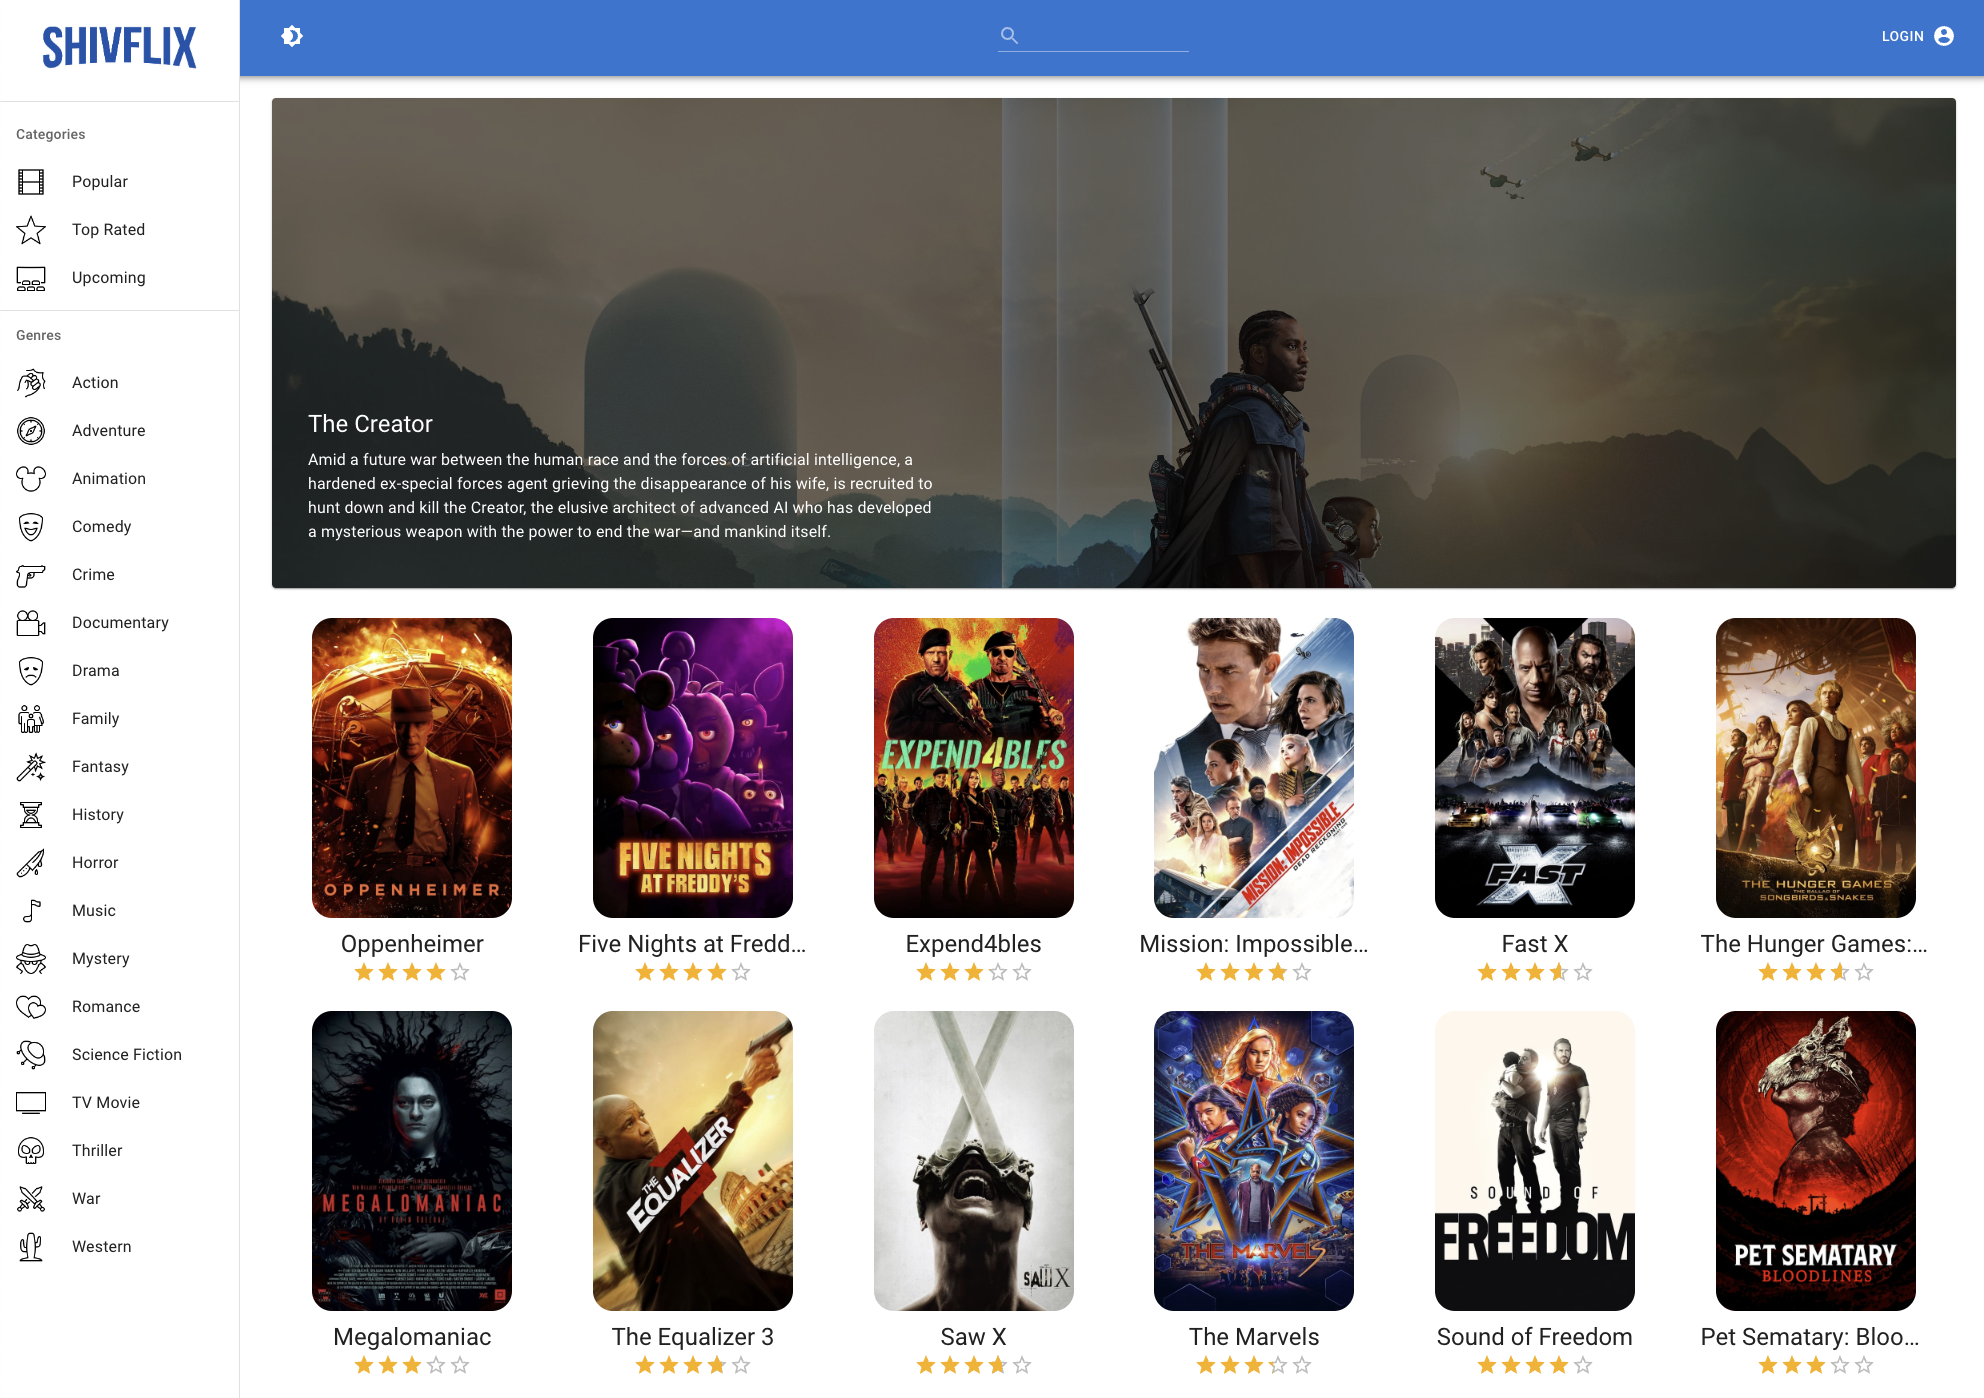 SHIVFLIX
LOGIN
Categories
Popular
Top Rated
Upcoming
Genres
Action
Adventure
Animation
Comedy
Crime
Documentary
Drama
Family
Fantasy
History
Horror
Music
Mystery
Romance
Science Fiction
TV Movie
Thriller
War
Western
The Creator
Amid a future war between the human race and the forces of artificial intelligence, a
hardened ex-special forces agent grieving the disappearance of his wife, is recruited to
hunt down and kill the Creator, the elusive architect of advanced AI who has developed
a mysterious weapon with the power to end the war—and mankind itself.
OPPENHEIMER
FIVE NIGHTS
AT FREDDY'S
EXPEND4BLES
MISSION: IMPOSSIBLE
DEAD RECKONING
FAST X
THE HUNGER GAMES
THE BALLAD OF
SONGBIRDS & SNAKES
Oppenheimer
Five Nights at Fredd...
Expend4bles
Mission: Impossible...
Fast X
The Hunger Games:...
MEGALOMANIAC
THE
EQUALIZER
3
SAW X
THE MARVELS
SOUND OF
FREEDOM
PET SEMATARY
BLOODLINES
Megalomaniac
The Equalizer 3
Saw X
The Marvels
Sound of Freedom
Pet Sematary: Bloo...